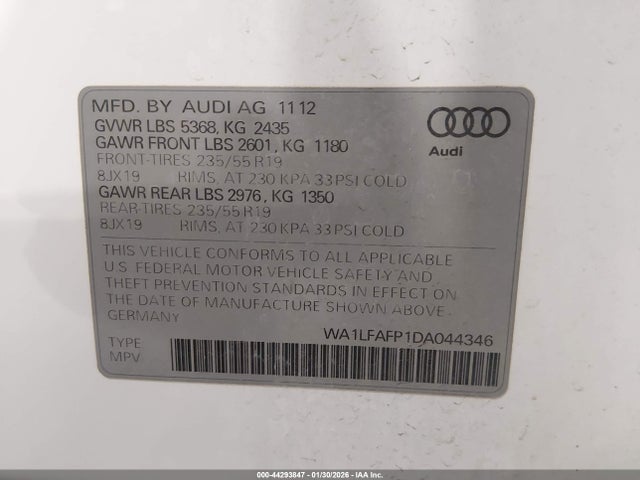 MFD. BY AUDI AG 11 12
GVWR LBS 5368, KG 2435
GAWR FRONT LBS 2601, KG 1180
FRONT-TIRES 235/55 R19
8JX19 RIMS, AT 230 KPA 33 PSI COLD
GAWR REAR LBS 2976, KG 1350
REAR-TIRES 235/55 R19
8JX19 RIMS, AT 230 KPA 33 PSI COLD
Audi
THIS VEHICLE CONFORMS TO ALL APPLICABLE
U.S. FEDERAL MOTOR VEHICLE SAFETY AND
THEFT PREVENTION STANDARDS IN EFFECT ON
THE DATE OF MANUFACTURE SHOWN ABOVE
GERMANY
WA1LFAFP1DA044346
TYPE
MPV
000-44293847 - 01/30/2026 - © Copyright IAA, LLC